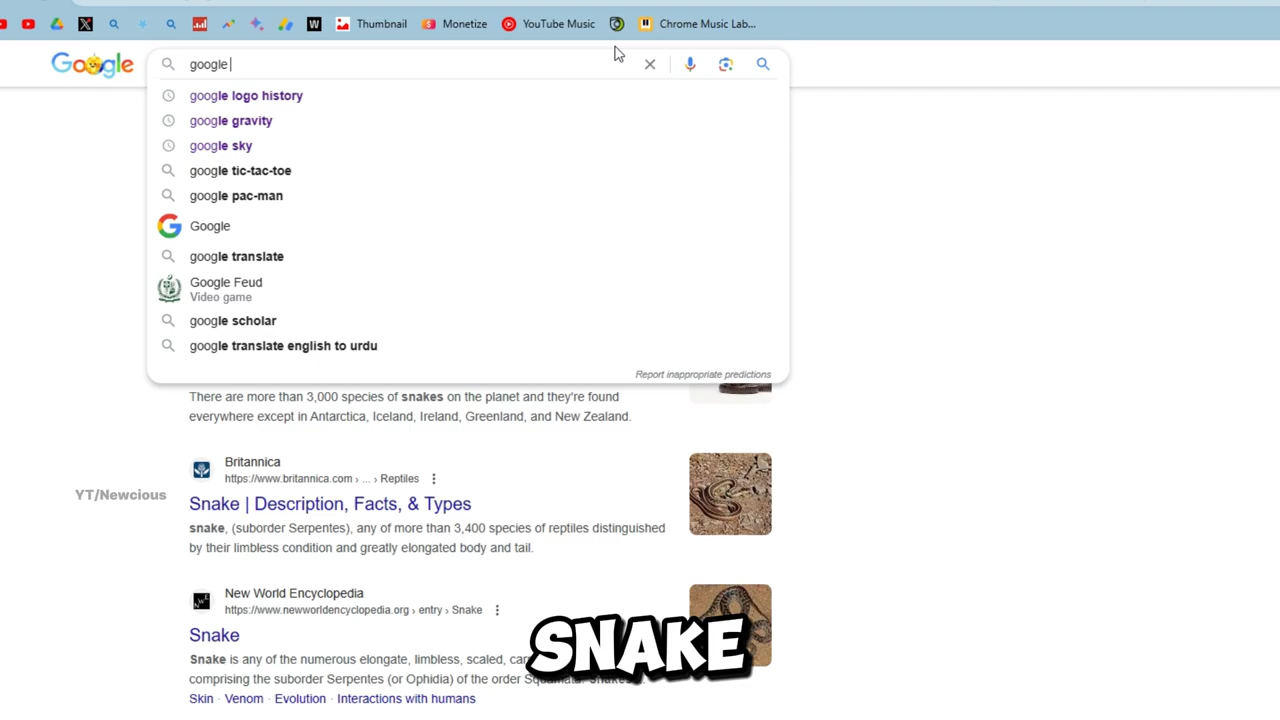 W
Thumbnail
Monetize
YouTube Music
Chrome Music Lab...
Google
google
google logo history
google gravity
google sky
google tic-tac-toe
google pac-man
Google
google translate
Google Feud
Video game
google scholar
google translate english to urdu
Report inappropriate predictions
There are more than 3,000 species of snakes on the planet and they're found
everywhere except in Antarctica, Iceland, Ireland, Greenland, and New Zealand.
Britannica
https://www.britannica.com › ... › Reptiles
YT/Newcious
Snake | Description, Facts, & Types
snake, (suborder Serpentes), any of more than 3,400 species of reptiles distinguished
by their limbless condition and greatly elongated body and tail.
New World Encyclopedia
https://www.newworldencyclopedia.org › entry › Snake
Snake
SNAKE
Snake is any of the numerous elongate, limbless, scaled,
comprising the suborder Serpentes (or Ophidia) of the order
Skin · Venom · Evolution · Interactions with humans